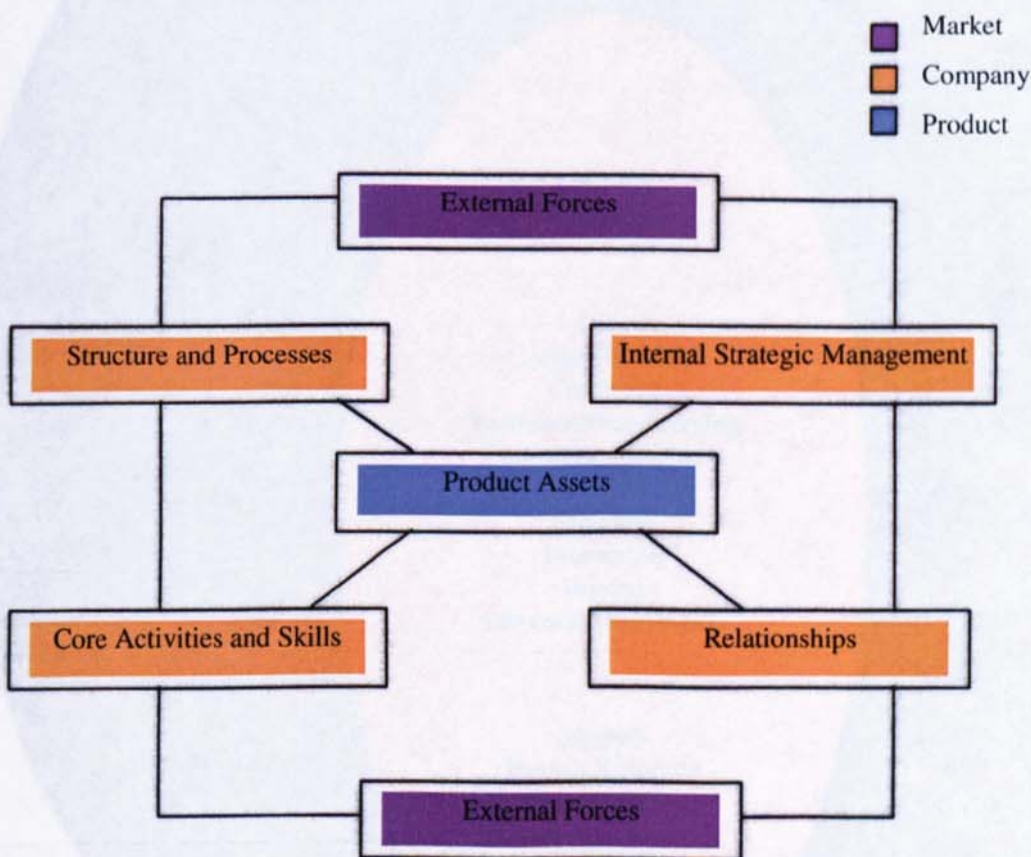 Market
Company
Product
External Forces
Structure and Processes
Internal Strategic Management
Product Assets
Core Activities and Skills
Relationships
External Forces